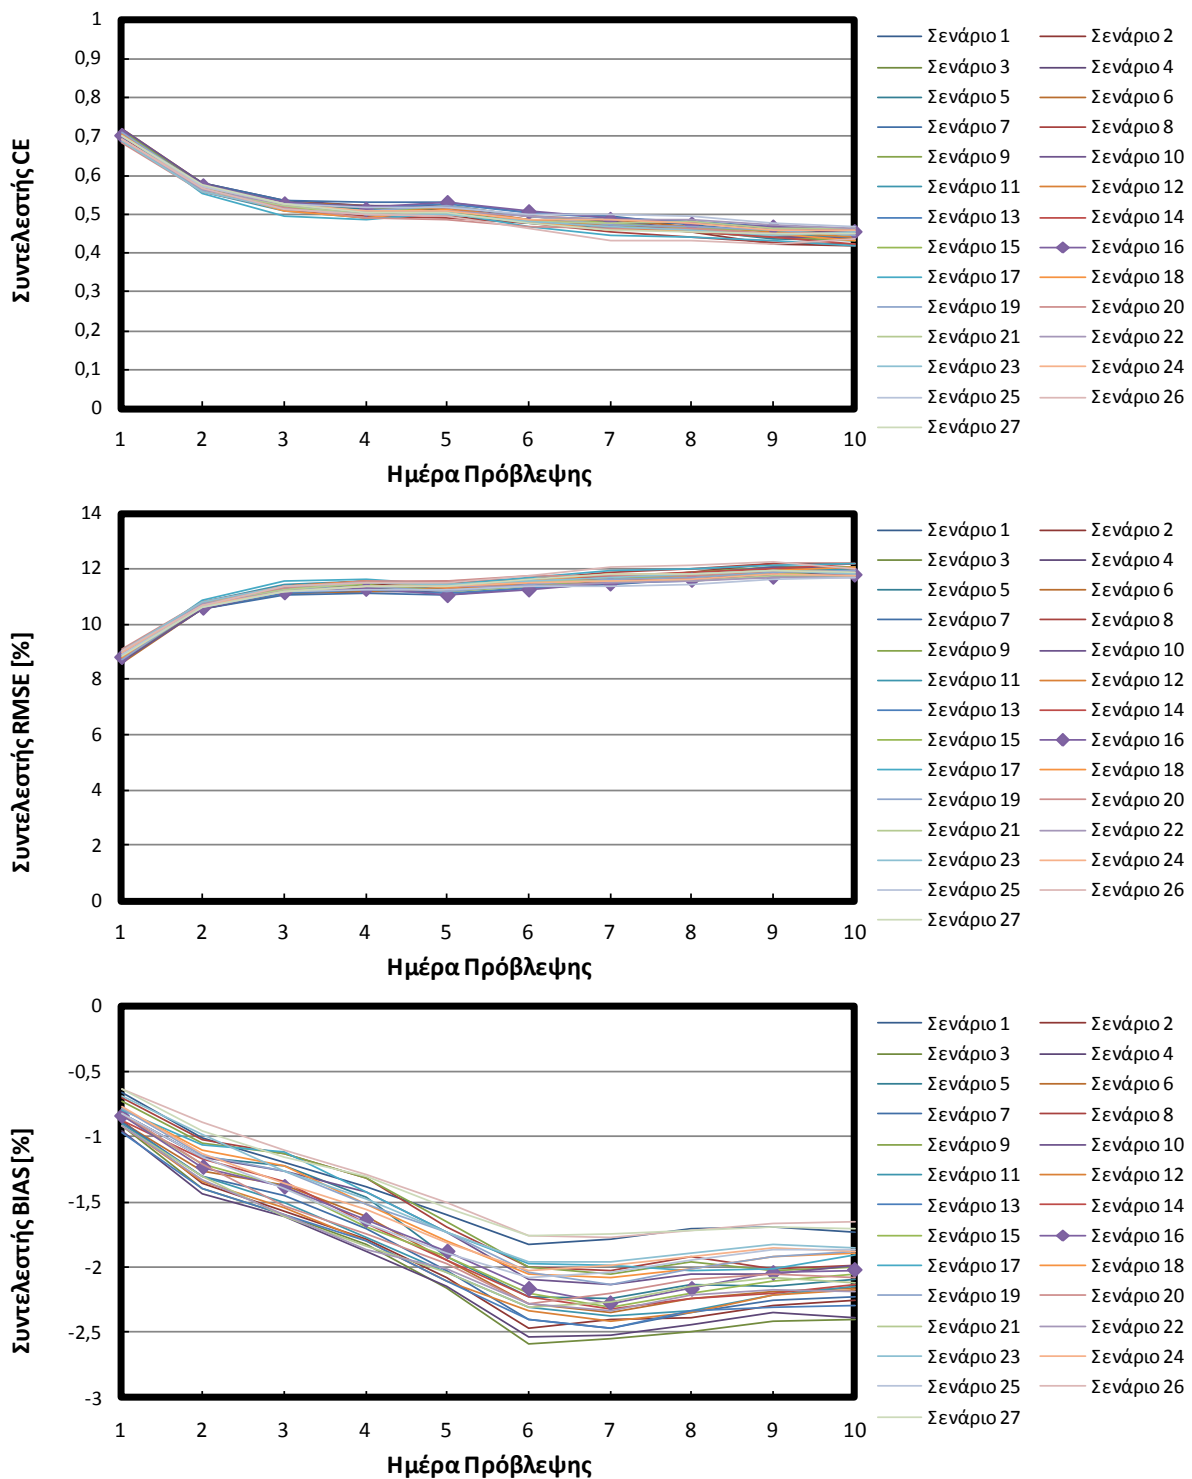 1
0,9
0,8
0,7
0,6
0,5
0,4
0,3
0,2
0,1
0
Συντελεστής CE
1 2 3 4 5 6 7 8 9 10
Ημέρα Πρόβλεψης
Σενάριο 1 Σενάριο 2
Σενάριο 3 Σενάριο 4
Σενάριο 5 Σενάριο 6
Σενάριο 7 Σενάριο 8
Σενάριο 9 Σενάριο 10
Σενάριο 11 Σενάριο 12
Σενάριο 13 Σενάριο 14
Σενάριο 15 Σενάριο 16
Σενάριο 17 Σενάριο 18
Σενάριο 19 Σενάριο 20
Σενάριο 21 Σενάριο 22
Σενάριο 23 Σενάριο 24
Σενάριο 25 Σενάριο 26
Σενάριο 27
14
12
10
8
6
4
2
0
Συντελεστής RMSE [%]
1 2 3 4 5 6 7 8 9 10
Ημέρα Πρόβλεψης
Σενάριο 1 Σενάριο 2
Σενάριο 3 Σενάριο 4
Σενάριο 5 Σενάριο 6
Σενάριο 7 Σενάριο 8
Σενάριο 9 Σενάριο 10
Σενάριο 11 Σενάριο 12
Σενάριο 13 Σενάριο 14
Σενάριο 15 Σενάριο 16
Σενάριο 17 Σενάριο 18
Σενάριο 19 Σενάριο 20
Σενάριο 21 Σενάριο 22
Σενάριο 23 Σενάριο 24
Σενάριο 25 Σενάριο 26
Σενάριο 27
0
-0,5
-1
-1,5
-2
-2,5
-3
Συντελεστής BIAS [%]
1 2 3 4 5 6 7 8 9 10
Ημέρα Πρόβλεψης
Σενάριο 1 Σενάριο 2
Σενάριο 3 Σενάριο 4
Σενάριο 5 Σενάριο 6
Σενάριο 7 Σενάριο 8
Σενάριο 9 Σενάριο 10
Σενάριο 11 Σενάριο 12
Σενάριο 13 Σενάριο 14
Σενάριο 15 Σενάριο 16
Σενάριο 17 Σενάριο 18
Σενάριο 19 Σενάριο 20
Σενάριο 21 Σενάριο 22
Σενάριο 23 Σενάριο 24
Σενάριο 25 Σενάριο 26
Σενάριο 27